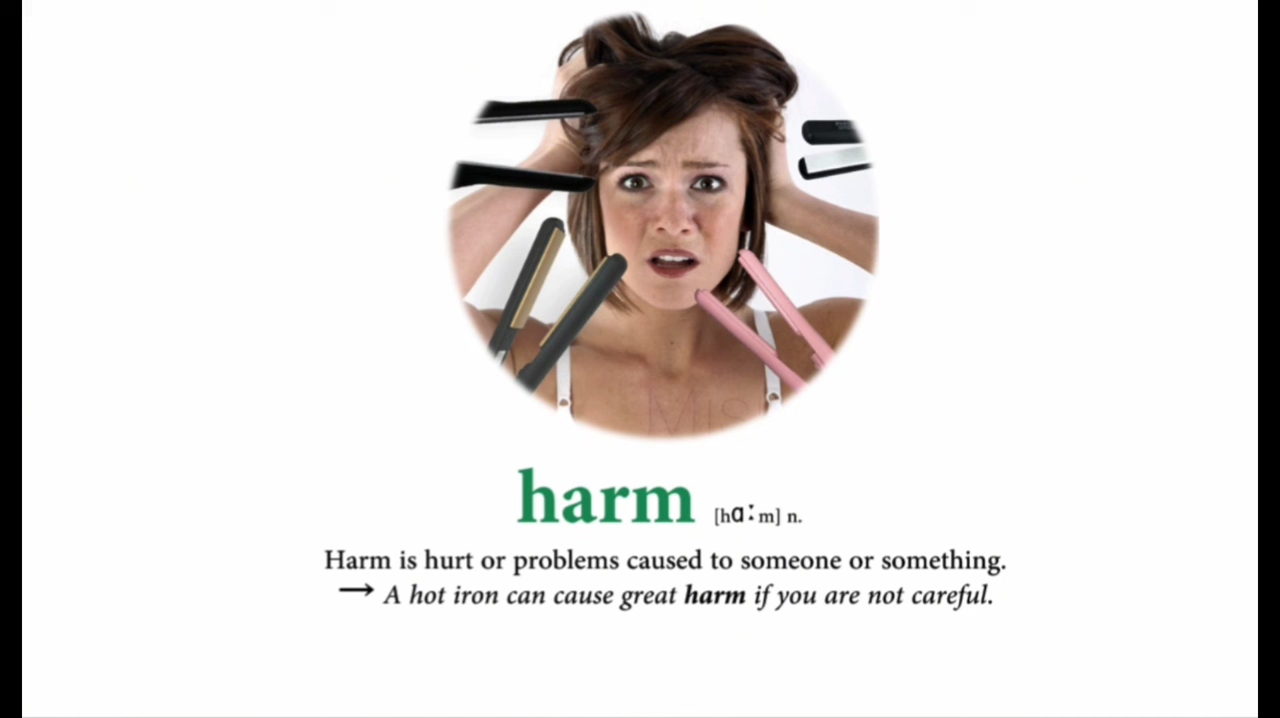 Mis
harm [hɑːm] n.
Harm is hurt or problems caused to someone or something.
→ A hot iron can cause great harm if you are not careful.